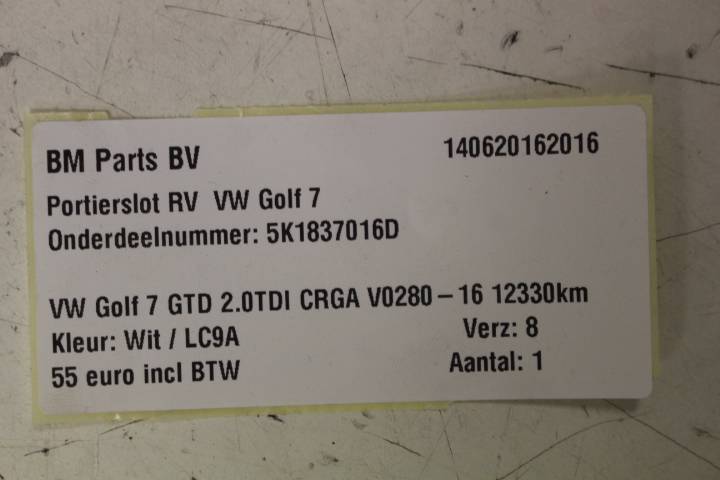 BM Parts BV 140620162016
Portierslot RV VW Golf 7
Onderdeelnummer: 5K1837016D
VW Golf 7 GTD 2.0TDI CRGA V0280-16 12330km
Kleur: Wit / LC9A Verz: 8
55 euro incl BTW Aantal: 1